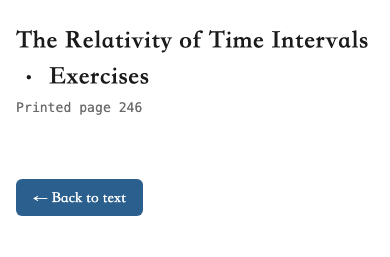 The Relativity of Time Intervals
· Exercises
Printed page 246
← Back to text